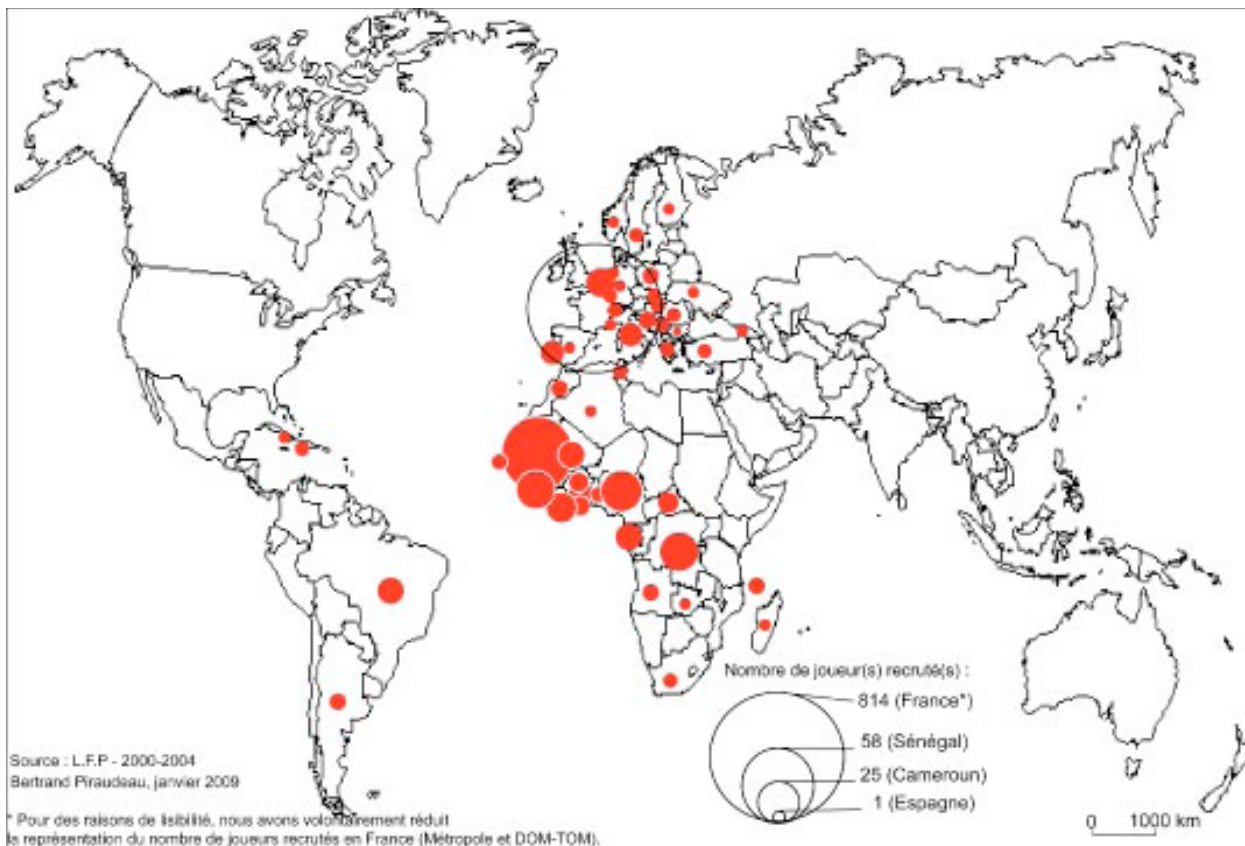 Nombre de joueur(s) recruté(s) :
814 (France*)
58 (Sénégal)
25 (Cameroun)
1 (Espagne)
0 1000 km
Source : L.F.P - 2000-2004
Bertrand Piraudeau, janvier 2009
* Pour des raisons de lisibilité, nous avons volontairement réduit
la représentation du nombre de joueurs recrutés en France (Métropole et DOM-TOM).